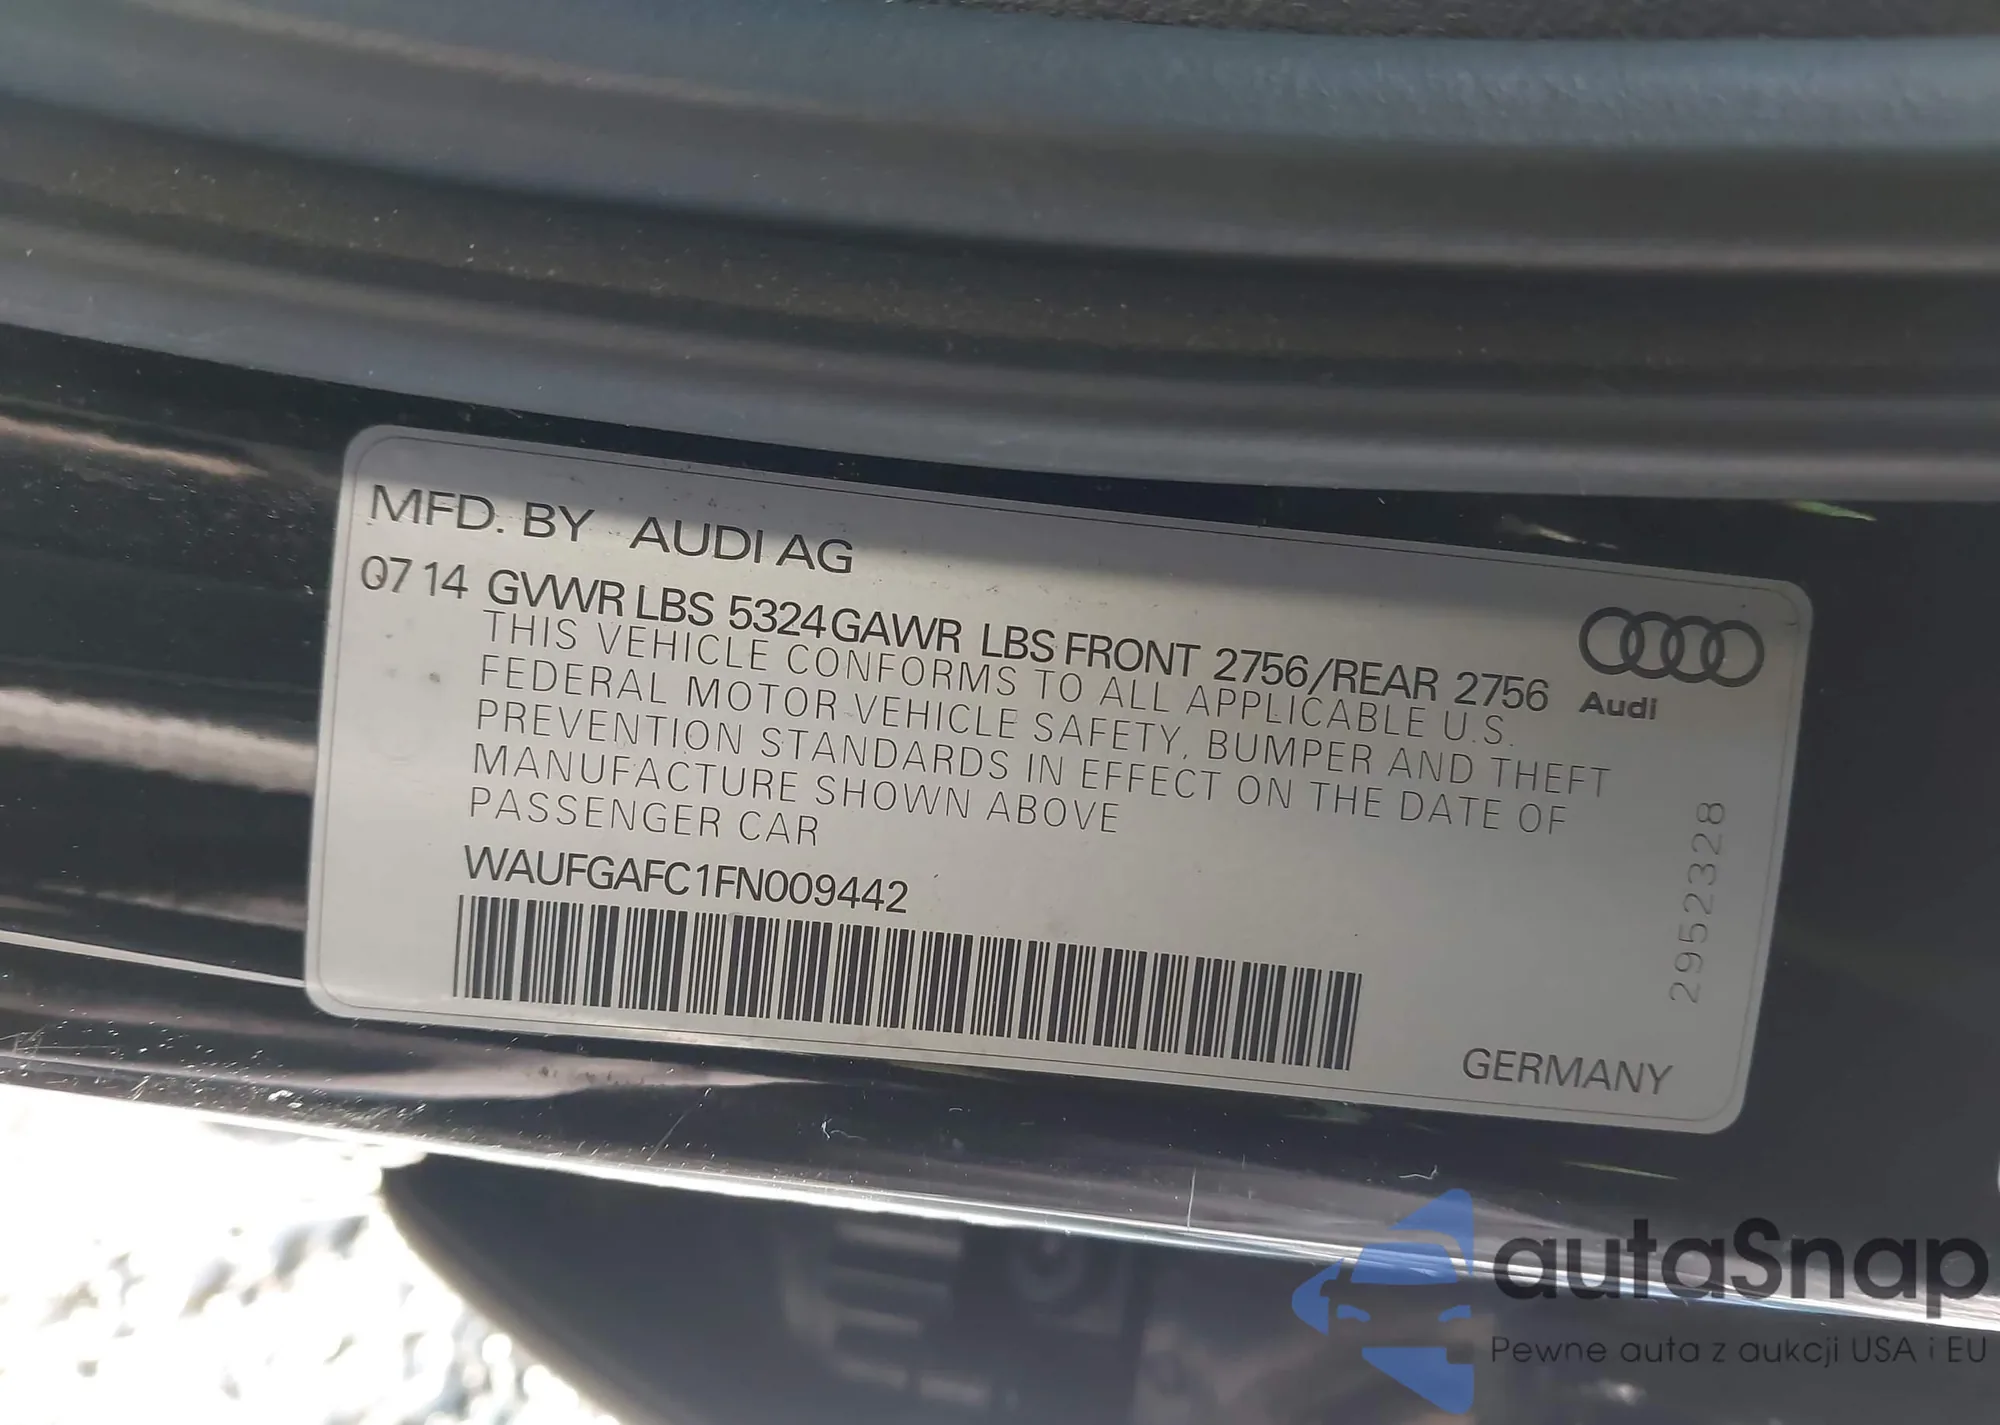 MFD. BY AUDI AG
07 14 GVWR LBS 5324 GAWR LBS FRONT 2756/REAR 2756
THIS VEHICLE CONFORMS TO ALL APPLICABLE U.S.
FEDERAL MOTOR VEHICLE SAFETY, BUMPER AND THEFT
PREVENTION STANDARDS IN EFFECT ON THE DATE OF
MANUFACTURE SHOWN ABOVE
PASSENGER CAR
WAUFGAFC1FN009442
Audi
2952328
GERMANY
autaSnap
Pewne auta z aukcji USA i EU